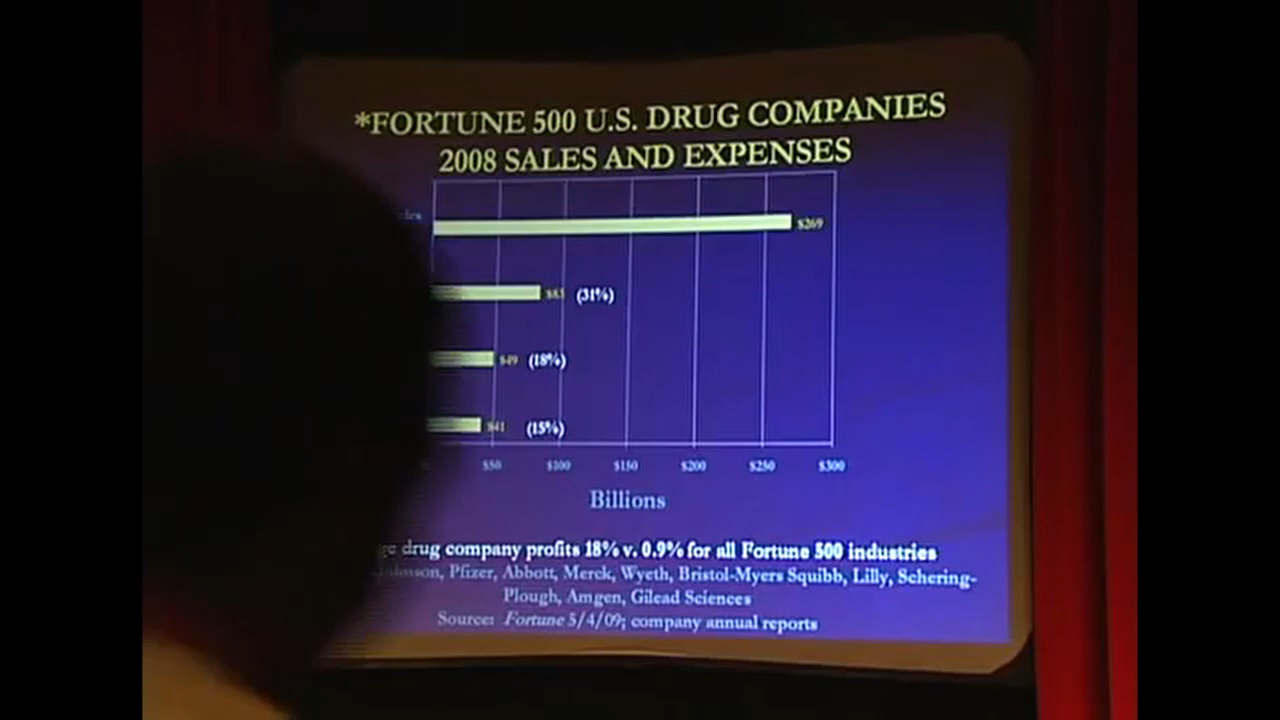 *FORTUNE 500 U.S. DRUG COMPANIES
2008 SALES AND EXPENSES
$269
$83 (31%)
$49 (18%)
$41 (15%)
$50 $100 $150 $200 $250 $300
Billions
drug company profits 18% v. 0.9% for all Fortune 500 industries
Johnson, Pfizer, Abbott, Merck, Wyeth, Bristol-Myers Squibb, Lilly, Schering-
Plough, Amgen, Gilead Sciences
Source: Fortune 5/4/09; company annual reports